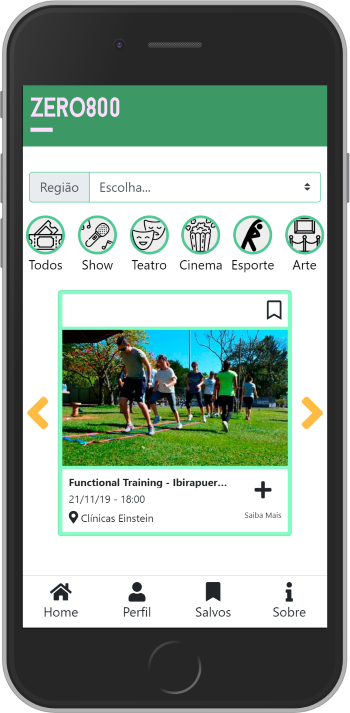 ZERO800
Região Escolha...
Todos Show Teatro Cinema Esporte Arte
Functional Training - Ibirapuer...
21/11/19 - 18:00
Clínicas Einstein
Saiba Mais
Home Perfil Salvos Sobre